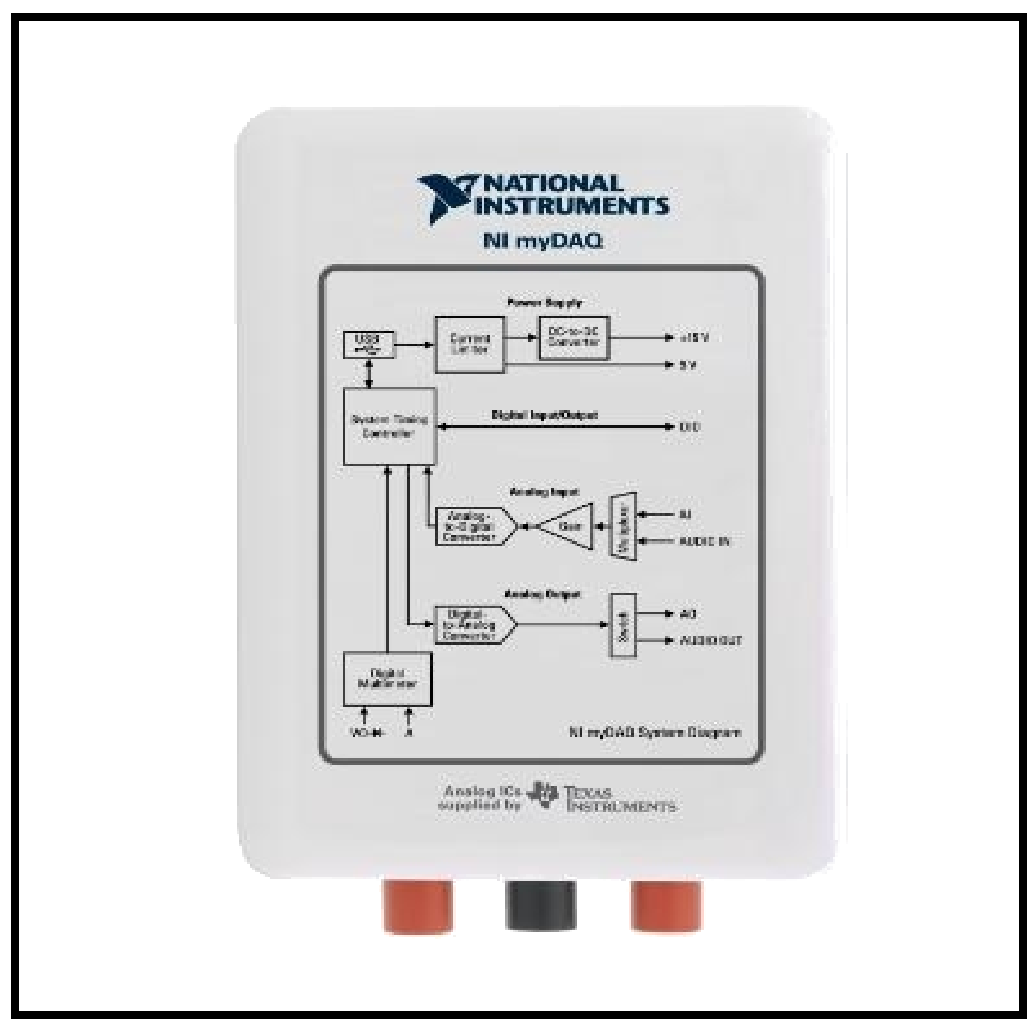 NATIONAL
INSTRUMENTS
NI myDAQ
Power Supply
USB
Current
Limiter
DC-to-DC
Converter
±15 V
5 V
System Timing
Controller
Digital Input/Output
DIO
Analog Input
Analog-
to-Digital
Converter
Gain
Multiplexer
AI
AUDIO IN
Analog Output
Digital-
to-Analog
Converter
Switch
AO
AUDIO OUT
Digital
Multimeter
A
NI myDAQ System Diagram
Analog ICs
supplied by
TEXAS
INSTRUMENTS